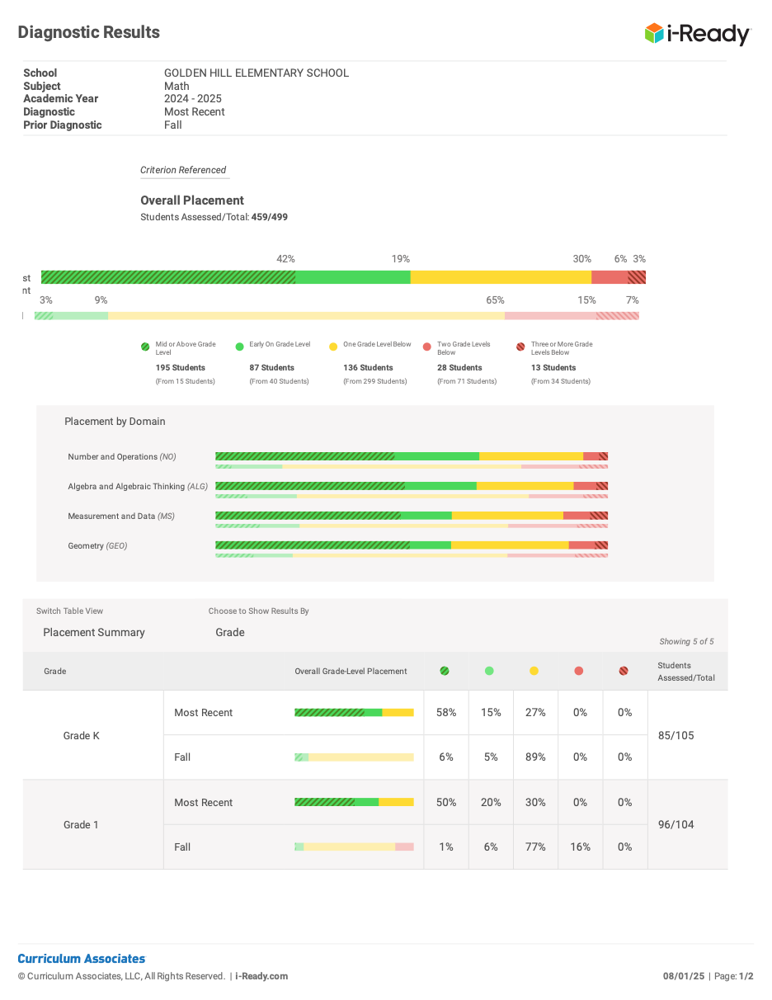 Diagnostic Results
i-Ready
School GOLDEN HILL ELEMENTARY SCHOOL
Subject Math
Academic Year 2024 - 2025
Diagnostic Most Recent
Prior Diagnostic Fall
Criterion Referenced
Overall Placement
Students Assessed/Total: 459/499
42% 19% 30% 6% 3%
st
nt
3% 9% 65% 15% 7%
Mid or Above Grade Level
Early On Grade Level
One Grade Level Below
Two Grade Levels Below
Three or More Grade Levels Below
195 Students 87 Students 136 Students 28 Students 13 Students
(From 15 Students) (From 40 Students) (From 299 Students) (From 71 Students) (From 34 Students)
Placement by Domain
Number and Operations (NO)
Algebra and Algebraic Thinking (ALG)
Measurement and Data (MS)
Geometry (GEO)
Switch Table View Choose to Show Results By
Placement Summary Grade
Showing 5 of 5
Grade Overall Grade-Level Placement Students Assessed/Total
Grade K
Most Recent 58% 15% 27% 0% 0%
85/105
Fall 6% 5% 89% 0% 0%
Grade 1
Most Recent 50% 20% 30% 0% 0%
96/104
Fall 1% 6% 77% 16% 0%
Curriculum Associates
© Curriculum Associates, LLC, All Rights Reserved. | i-Ready.com
08/01/25 | Page: 1/2